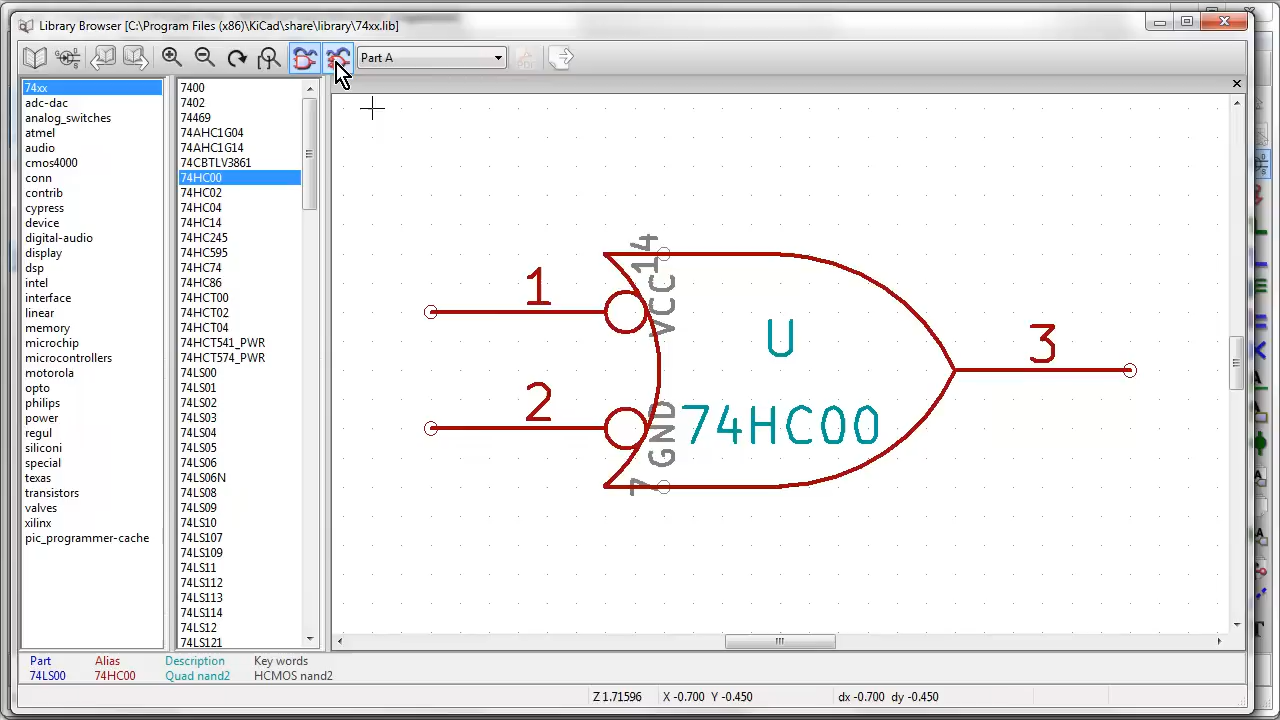 Library Browser [C:\Program Files (x86)\KiCad\share\library\74xx.lib]
Part A
74xx
adc-dac
analog_switches
atmel
audio
cmos4000
conn
contrib
cypress
device
digital-audio
display
dsp
intel
interface
linear
memory
microchip
microcontrollers
motorola
opto
philips
power
regul
siliconi
special
texas
transistors
valves
xilinx
pic_programmer-cache
7400
7402
74469
74AHC1G04
74AHC1G14
74CBTLV3861
74HC00
74HC02
74HC04
74HC14
74HC245
74HC595
74HC74
74HC86
74HCT00
74HCT02
74HCT04
74HCT541_PWR
74HCT574_PWR
74LS00
74LS01
74LS02
74LS03
74LS04
74LS05
74LS06
74LS06N
74LS08
74LS09
74LS10
74LS107
74LS109
74LS11
74LS112
74LS113
74LS114
74LS12
74LS121
14
VCC
1
U
3
2
GND
74HC00
7
Part Alias Description Key words
74LS00 74HC00 Quad nand2 HCMOS nand2
Z 1.71596 X -0.700 Y -0.450 dx -0.700 dy -0.450